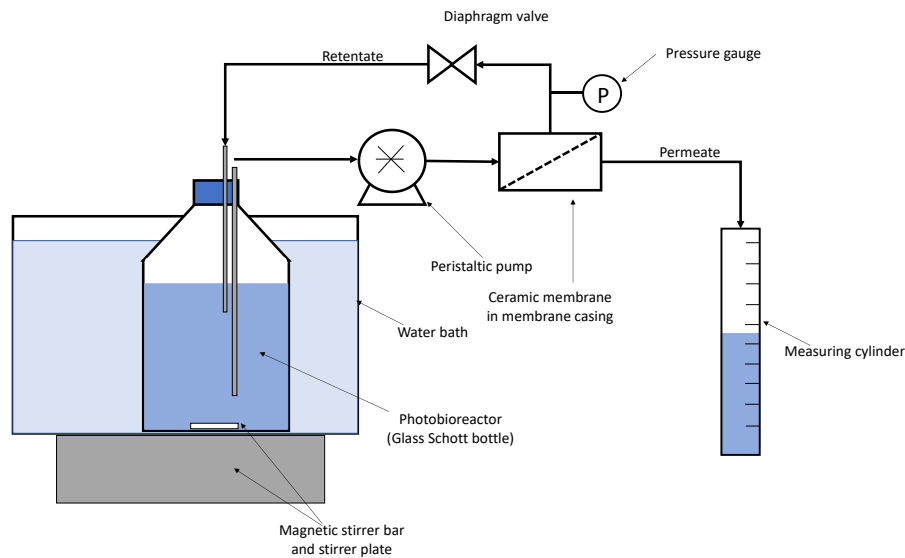 Diaphragm valve
Retentate
Pressure gauge
P
Permeate
Peristaltic pump
Ceramic membrane
in membrane casing
Water bath
Measuring cylinder
Photobioreactor
(Glass Schott bottle)
Magnetic stirrer bar
and stirrer plate